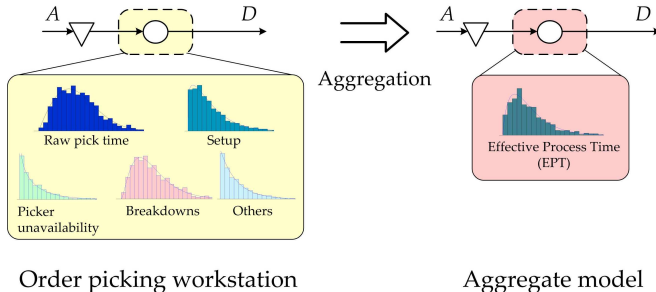 A
D
Aggregation
A
D
Raw pick time
Setup
Picker
unavailability
Breakdowns
Others
Effective Process Time
(EPT)
Order picking workstation
Aggregate model